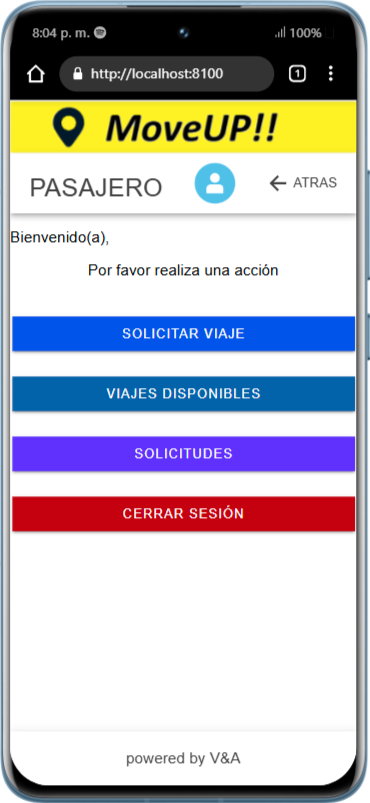 8:04 p. m.
100%
http://localhost:8100
1
MoveUP!!
PASAJERO
ATRAS
Bienvenido(a),
Por favor realiza una acción
SOLICITAR VIAJE
VIAJES DISPONIBLES
SOLICITUDES
CERRAR SESIÓN
powered by V&A